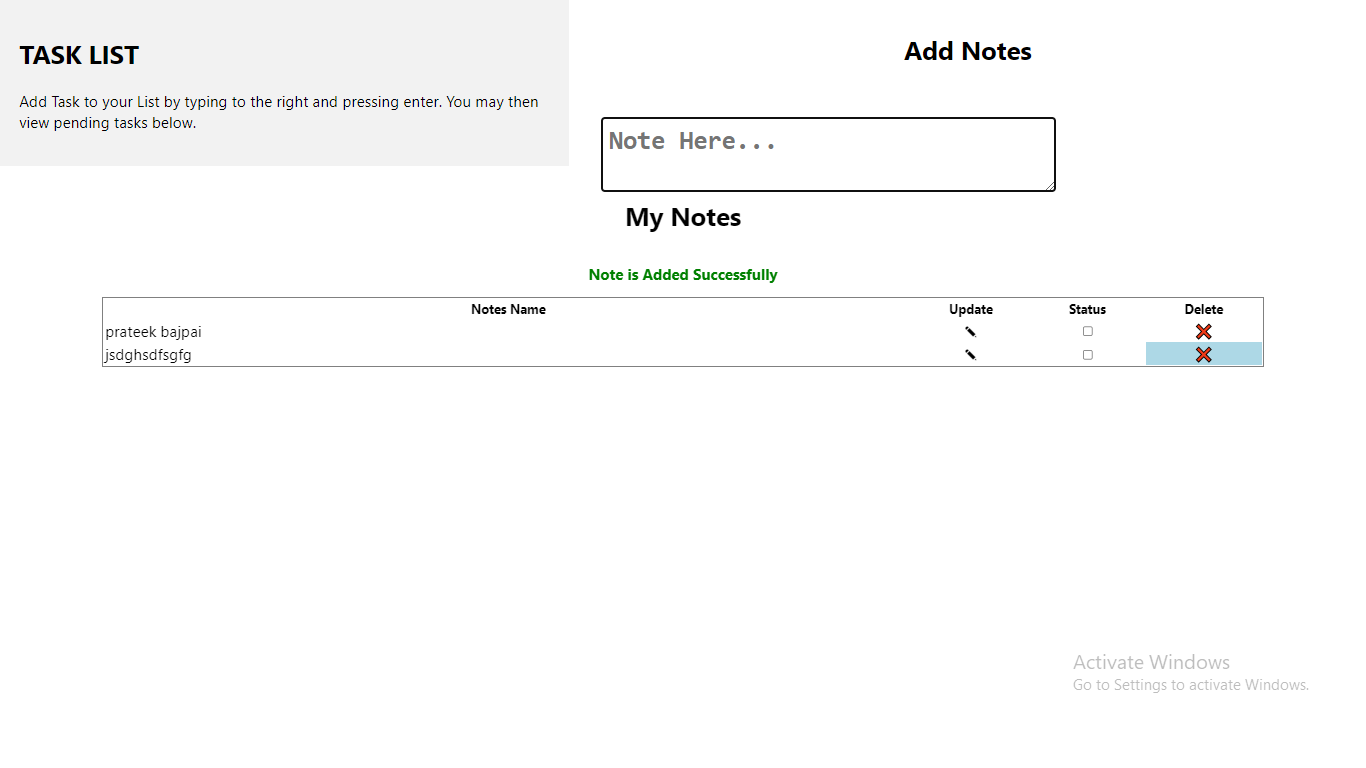 TASK LIST
Add Task to your List by typing to the right and pressing enter. You may then
view pending tasks below.
Add Notes
Note Here...
My Notes
Note is Added Successfully
Notes Name Update Status Delete
prateek bajpai
jsdghsdfsgfg
Activate Windows
Go to Settings to activate Windows.